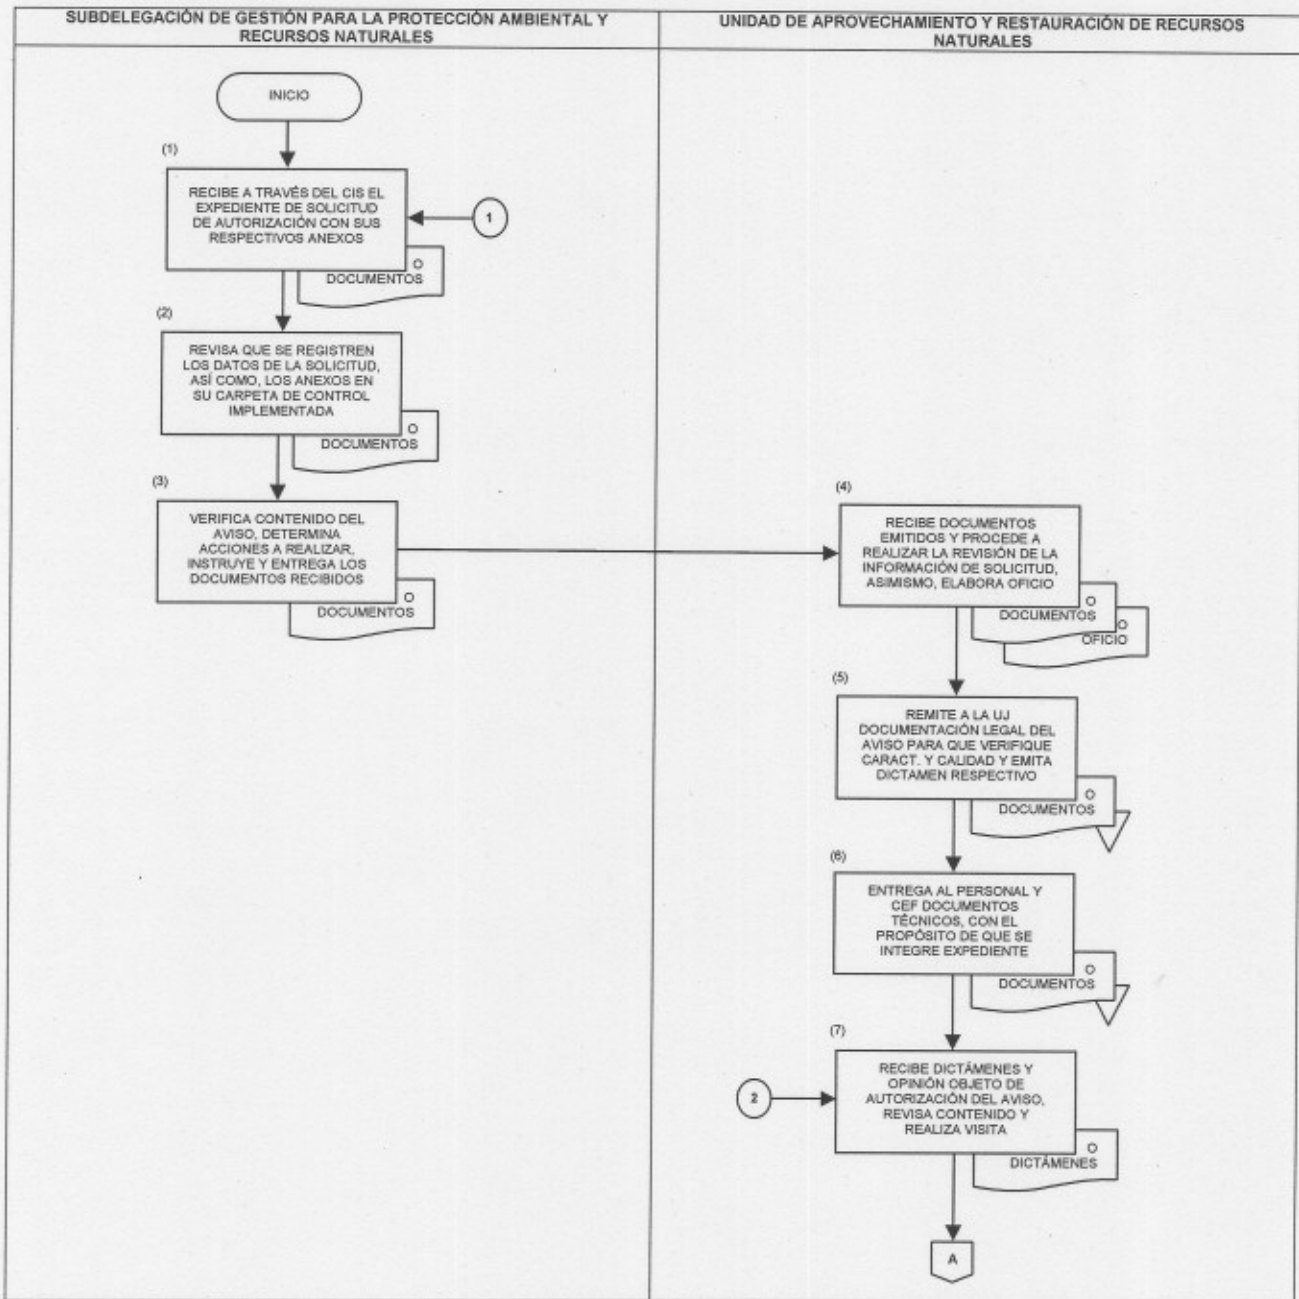 SUBDELEGACIÓN DE GESTIÓN PARA LA PROTECCIÓN AMBIENTAL Y
RECURSOS NATURALES
UNIDAD DE APROVECHAMIENTO Y RESTAURACIÓN DE RECURSOS
NATURALES
INICIO
(1)
RECIBE A TRAVÉS DEL CIS EL
EXPEDIENTE DE SOLICITUD
DE AUTORIZACIÓN CON SUS
RESPECTIVOS ANEXOS
1
O
DOCUMENTOS
(2)
REVISA QUE SE REGISTREN
LOS DATOS DE LA SOLICITUD,
ASÍ COMO, LOS ANEXOS EN
SU CARPETA DE CONTROL
IMPLEMENTADA
O
DOCUMENTOS
(3)
VERIFICA CONTENIDO DEL
AVISO, DETERMINA
ACCIONES A REALIZAR,
INSTRUYE Y ENTREGA LOS
DOCUMENTOS RECIBIDOS
O
DOCUMENTOS
(4)
RECIBE DOCUMENTOS
EMITIDOS Y PROCEDE A
REALIZAR LA REVISIÓN DE LA
INFORMACIÓN DE SOLICITUD,
ASIMISMO, ELABORA OFICIO
O
DOCUMENTOS
O
OFICIO
(5)
REMITE A LA UJ
DOCUMENTACIÓN LEGAL DEL
AVISO PARA QUE VERIFIQUE
CARACT. Y CALIDAD Y EMITA
DICTAMEN RESPECTIVO
O
DOCUMENTOS
(6)
ENTREGA AL PERSONAL Y
CEF DOCUMENTOS
TÉCNICOS, CON EL
PROPÓSITO DE QUE SE
INTEGRE EXPEDIENTE
O
DOCUMENTOS
(7)
RECIBE DICTÁMENES Y
OPINIÓN OBJETO DE
AUTORIZACIÓN DEL AVISO,
REVISA CONTENIDO Y
REALIZA VISITA
2
O
DICTÁMENES
A